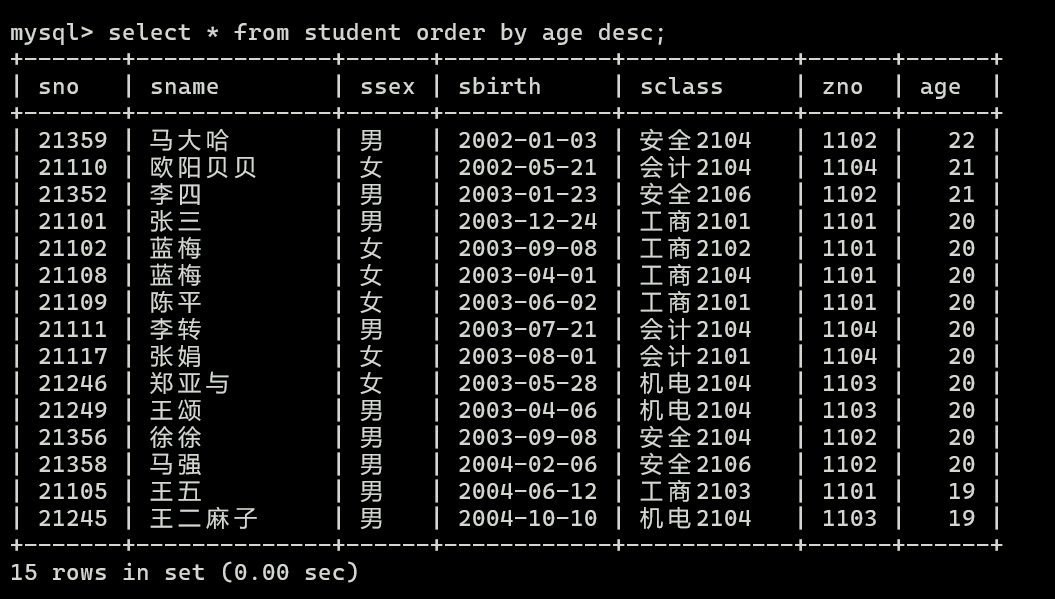 mysql> select * from student order by age desc;
+-------+--------------+------+------------+------------+------+------+
| sno   | sname        | ssex | sbirth     | sclass     | zno  | age  |
+-------+--------------+------+------------+------------+------+------+
| 21359 | 马大哈       | 男   | 2002-01-03 | 安全2104   | 1102 |   22 |
| 21110 | 欧阳贝贝     | 女   | 2002-05-21 | 会计2104   | 1104 |   21 |
| 21352 | 李四         | 男   | 2003-01-23 | 安全2106   | 1102 |   21 |
| 21101 | 张三         | 男   | 2003-12-24 | 工商2101   | 1101 |   20 |
| 21102 | 蓝梅         | 女   | 2003-09-08 | 工商2102   | 1101 |   20 |
| 21108 | 蓝梅         | 女   | 2003-04-01 | 工商2104   | 1101 |   20 |
| 21109 | 陈平         | 女   | 2003-06-02 | 工商2101   | 1101 |   20 |
| 21111 | 李转         | 男   | 2003-07-21 | 会计2104   | 1104 |   20 |
| 21117 | 张娟         | 女   | 2003-08-01 | 会计2101   | 1104 |   20 |
| 21246 | 郑亚与       | 女   | 2003-05-28 | 机电2104   | 1103 |   20 |
| 21249 | 王颂         | 男   | 2003-04-06 | 机电2104   | 1103 |   20 |
| 21356 | 徐徐         | 男   | 2003-09-08 | 安全2104   | 1102 |   20 |
| 21358 | 马强         | 男   | 2004-02-06 | 安全2106   | 1102 |   20 |
| 21105 | 王五         | 男   | 2004-06-12 | 工商2103   | 1101 |   19 |
| 21245 | 王二麻子     | 男   | 2004-10-10 | 机电2104   | 1103 |   19 |
+-------+--------------+------+------------+------------+------+------+
15 rows in set (0.00 sec)